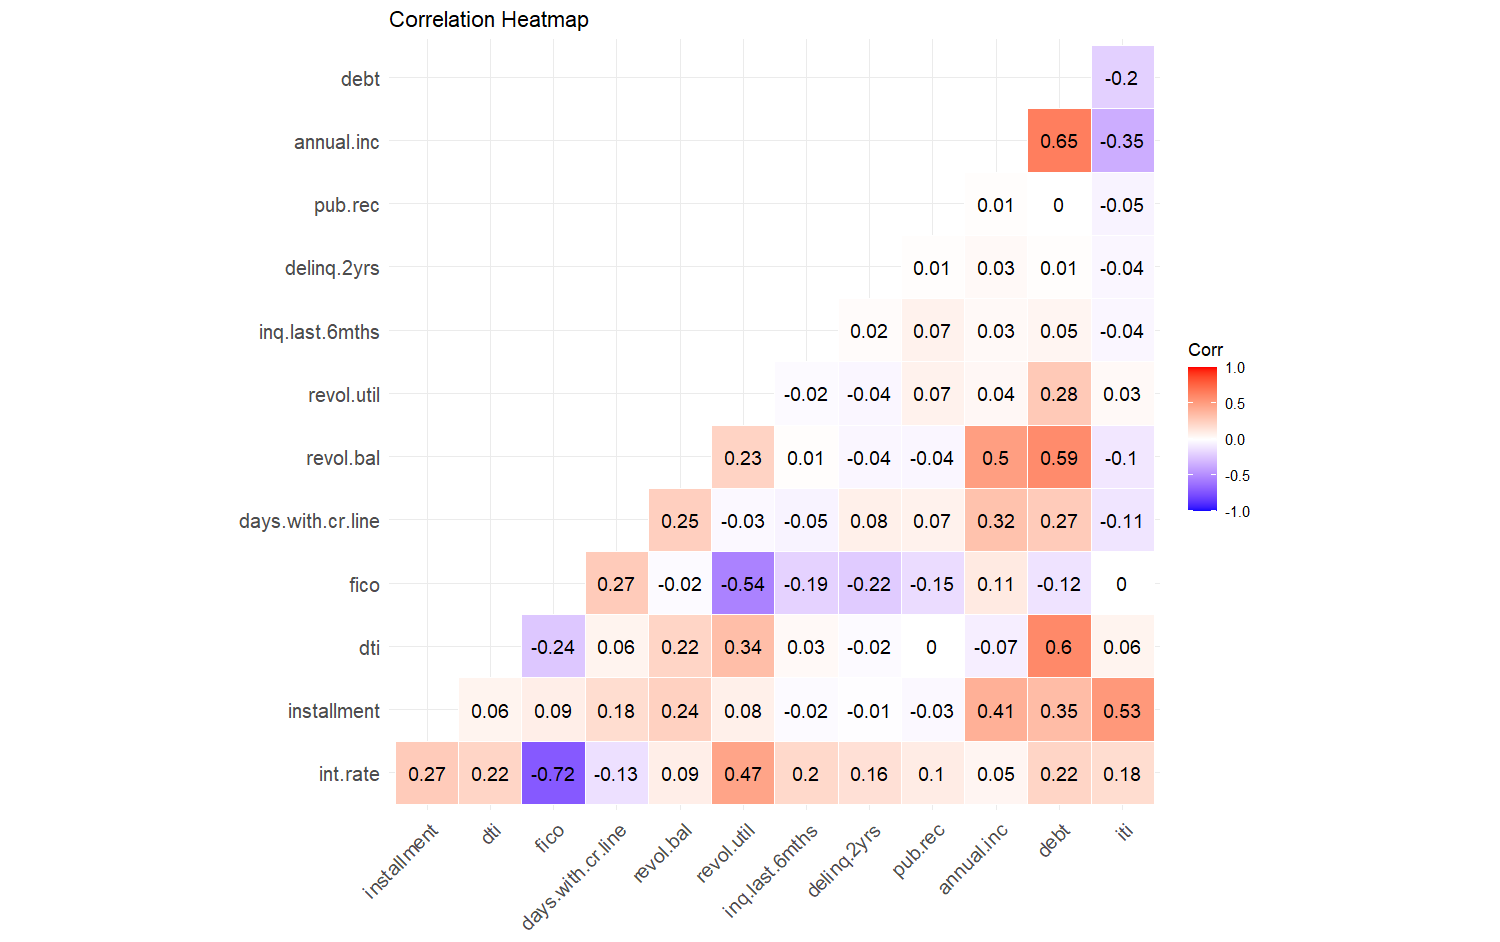 Correlation Heatmap
debt -0.2
annual.inc 0.65 -0.35
pub.rec 0.01 0 -0.05
delinq.2yrs 0.01 0.03 0.01 -0.04
inq.last.6mths 0.02 0.07 0.03 0.05 -0.04
revol.util -0.02 -0.04 0.07 0.04 0.28 0.03
revol.bal 0.23 0.01 -0.04 -0.04 0.5 0.59 -0.1
days.with.cr.line 0.25 -0.03 -0.05 0.08 0.07 0.32 0.27 -0.11
fico 0.27 -0.02 -0.54 -0.19 -0.22 -0.15 0.11 -0.12 0
dti -0.24 0.06 0.22 0.34 0.03 -0.02 0 -0.07 0.6 0.06
installment 0.06 0.09 0.18 0.24 0.08 -0.02 -0.01 -0.03 0.41 0.35 0.53
int.rate 0.27 0.22 -0.72 -0.13 0.09 0.47 0.2 0.16 0.1 0.05 0.22 0.18
installment dti fico days.with.cr.line revol.bal revol.util inq.last.6mths delinq.2yrs pub.rec annual.inc debt iti
Corr
1.0
0.5
0.0
-0.5
-1.0